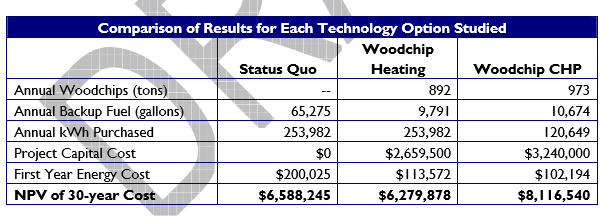 Comparison of Results for Each Technology Option Studied
Status Quo Woodchip Heating Woodchip CHP
Annual Woodchips (tons) -- 892 973
Annual Backup Fuel (gallons) 65,275 9,791 10,674
Annual kWh Purchased 253,982 253,982 120,649
Project Capital Cost $0 $2,659,500 $3,240,000
First Year Energy Cost $200,025 $113,572 $102,194
NPV of 30-year Cost $6,588,245 $6,279,878 $8,116,540